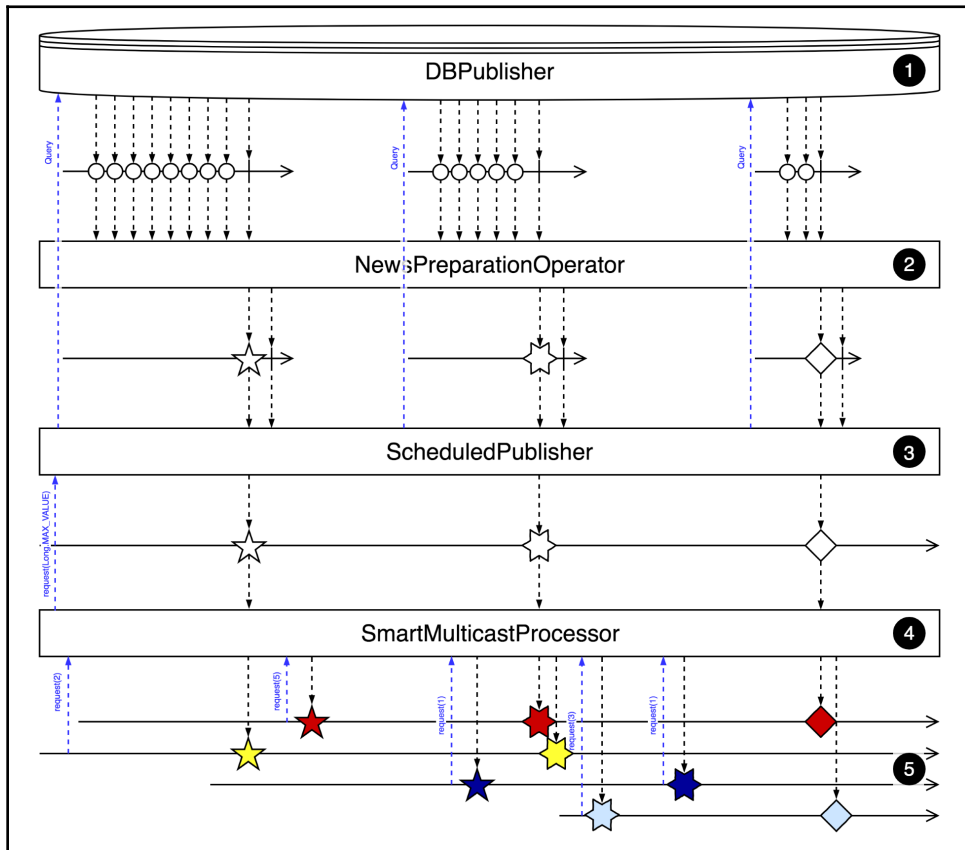 DBPublisher
1
Query
Query
Query
NewsPreparationOperator
2
ScheduledPublisher
3
request(Long.MAX_VALUE)
SmartMulticastProcessor
4
request(2)
request(5)
request(1)
request(3)
request(1)
5